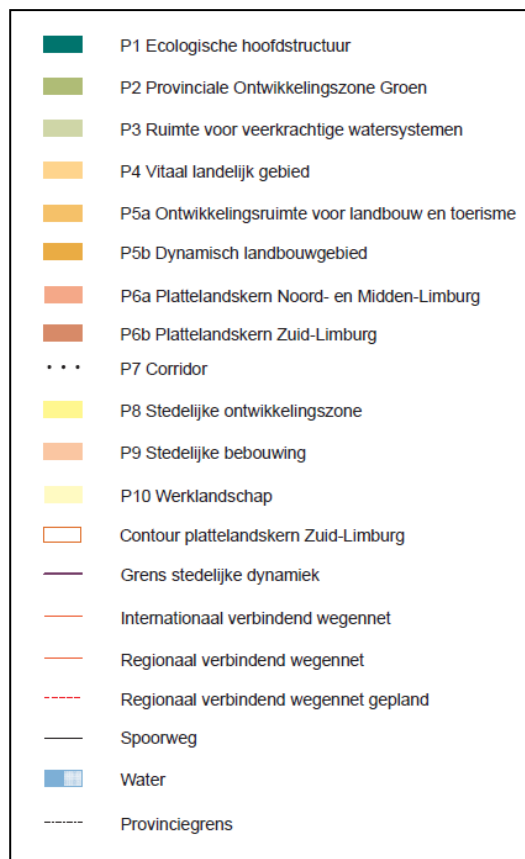 P1 Ecologische hoofdstructuur
P2 Provinciale Ontwikkelingszone Groen
P3 Ruimte voor veerkrachtige watersystemen
P4 Vitaal landelijk gebied
P5a Ontwikkelingsruimte voor landbouw en toerisme
P5b Dynamisch landbouwgebied
P6a Plattelandskern Noord- en Midden-Limburg
P6b Plattelandskern Zuid-Limburg
P7 Corridor
P8 Stedelijke ontwikkelingszone
P9 Stedelijke bebouwing
P10 Werklandschap
Contour plattelandskern Zuid-Limburg
Grens stedelijke dynamiek
Internationaal verbindend wegennet
Regionaal verbindend wegennet
Regionaal verbindend wegennet gepland
Spoorweg
Water
Provinciegrens